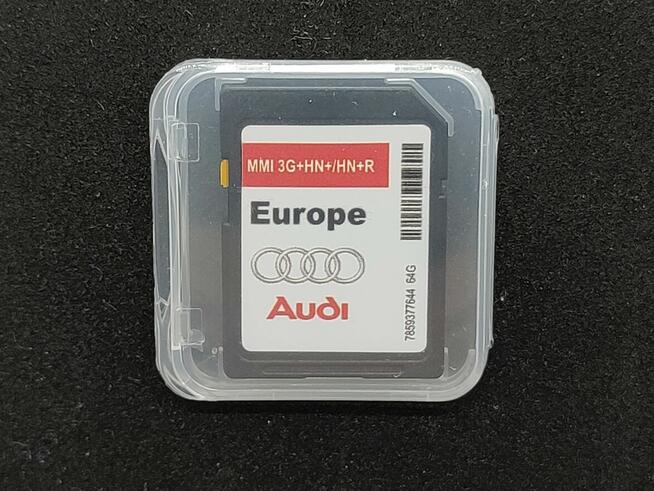 MMI 3G+HN+/HN+R
Europe
Audi
7859377644 64G